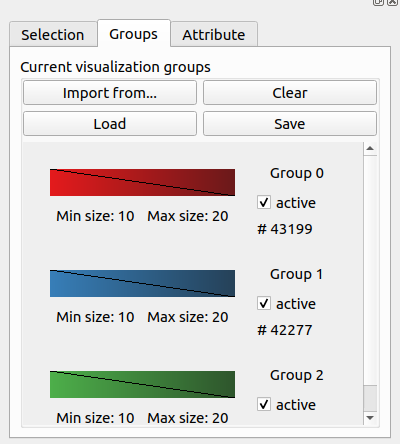 Selection Groups Attribute
Current visualization groups
Import from... Clear
Load Save
Group 0
active
Min size: 10 Max size: 20
# 43199
Group 1
active
Min size: 10 Max size: 20
# 42277
Group 2
active
Min size: 10 Max size: 20